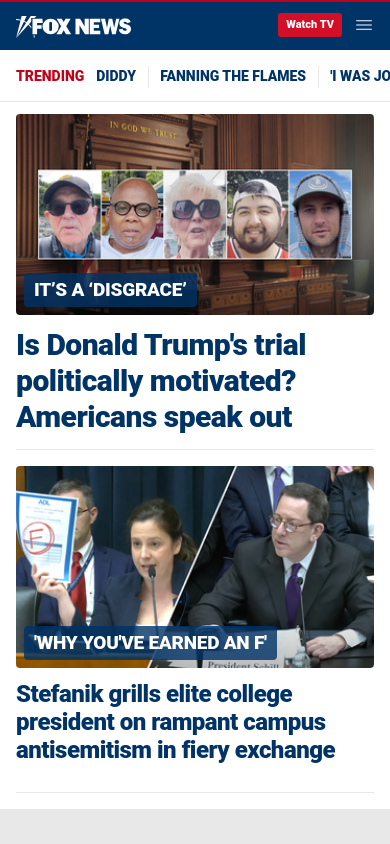 FOX NEWS
Watch TV
TRENDING DIDDY FANNING THE FLAMES 'I WAS JO
IN GOD WE TRUST
IT'S A 'DISGRACE'
Is Donald Trump's trial
politically motivated?
Americans speak out
ADL
F
'WHY YOU'VE EARNED AN F'
President Schill
Stefanik grills elite college
president on rampant campus
antisemitism in fiery exchange